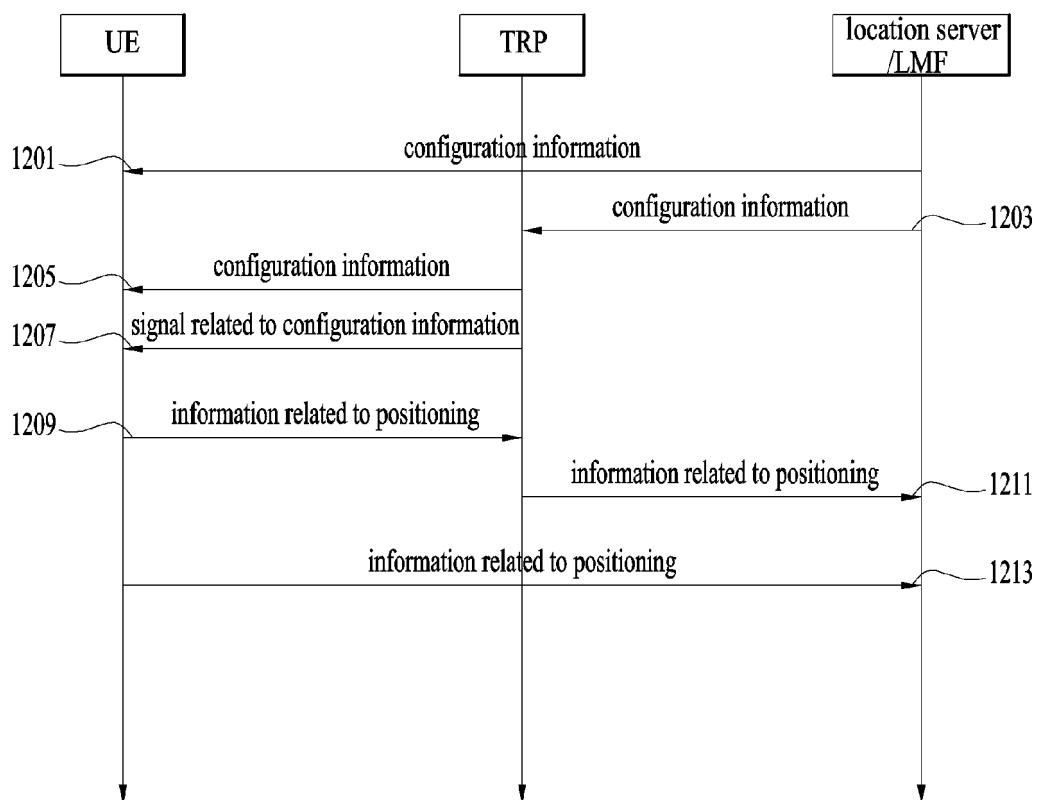 UE
TRP
location server
/LMF
configuration information
1201
configuration information
1203
configuration information
1205
signal related to configuration information
1207
information related to positioning
1209
information related to positioning
1211
information related to positioning
1213